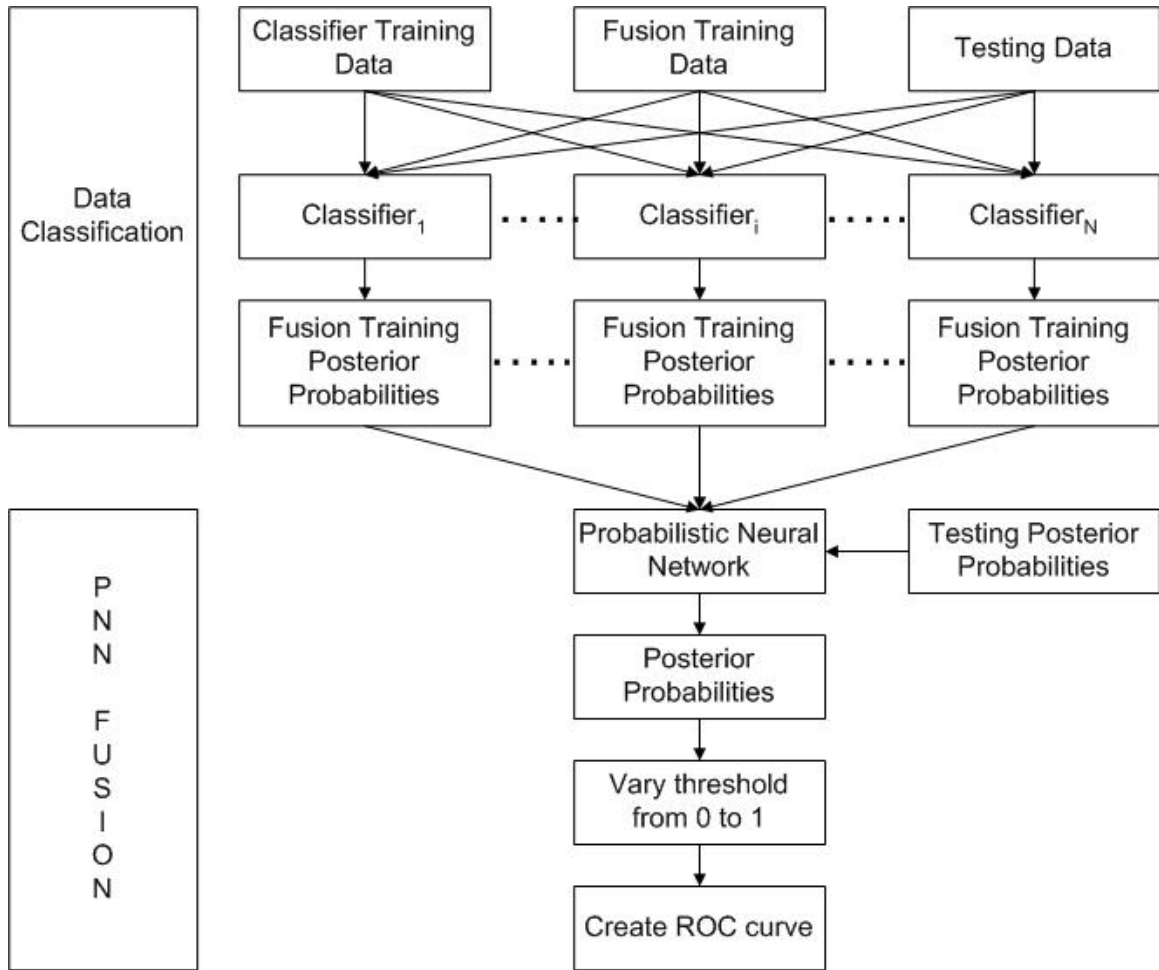 Classifier Training
Data
Fusion Training
Data
Testing Data
Data
Classification
Classifier1
Classifieri
ClassifierN
Fusion Training
Posterior
Probabilities
Fusion Training
Posterior
Probabilities
Fusion Training
Posterior
Probabilities
P
N
N
F
U
S
I
O
N
Probabilistic Neural
Network
Testing Posterior
Probabilities
Posterior
Probabilities
Vary threshold
from 0 to 1
Create ROC curve